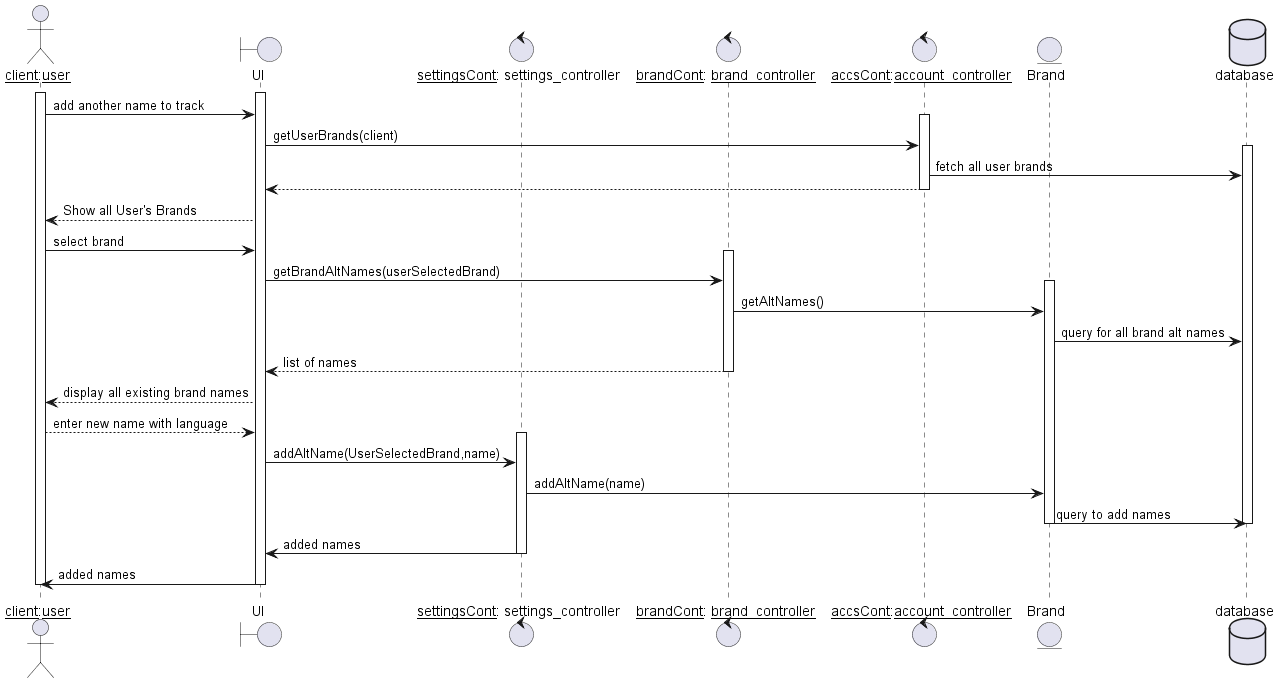 client:user
UI
settingsCont: settings_controller
brandCont: brand_controller
accsCont:account_controller
Brand
database
add another name to track
getUserBrands(client)
fetch all user brands
Show all User's Brands
select brand
getBrandAltNames(userSelectedBrand)
getAltNames()
query for all brand alt names
list of names
display all existing brand names
enter new name with language
addAltName(UserSelectedBrand,name)
addAltName(name)
query to add names
added names
added names
client:user
UI
settingsCont: settings_controller
brandCont: brand_controller
accsCont:account_controller
Brand
database